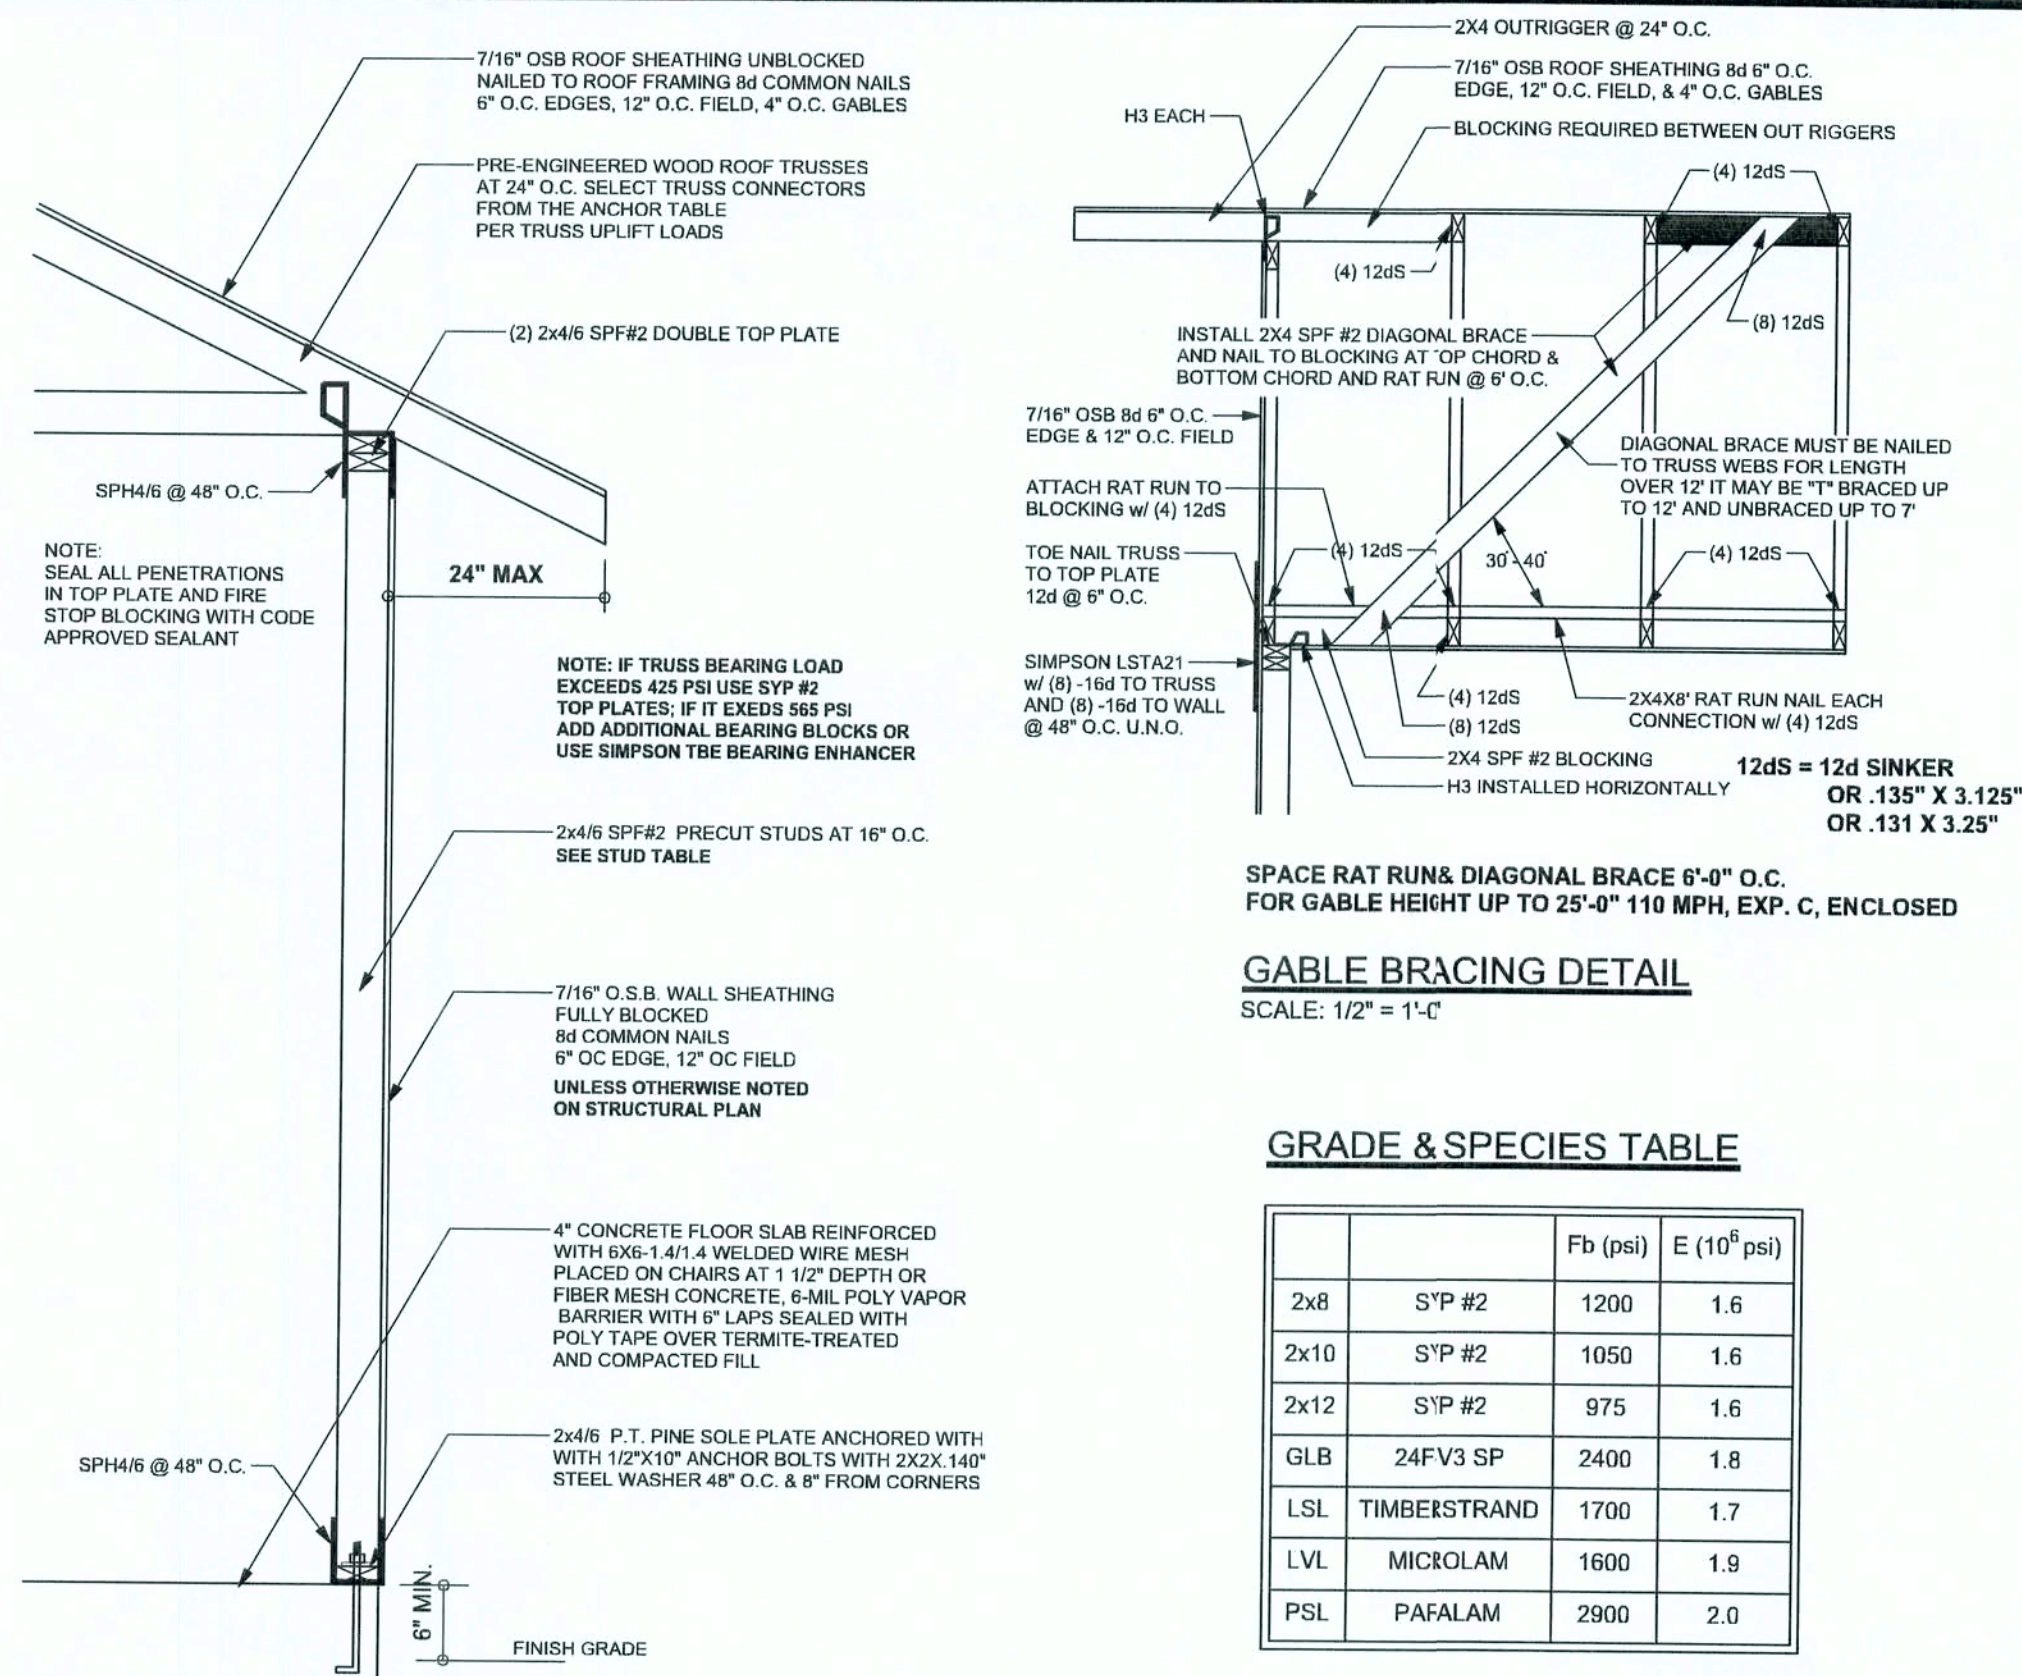 7/16" OSB ROOF SHEATHING UNBLOCKED
NAILED TO ROOF FRAMING 8d COMMON NAILS
6" O.C. EDGES, 12" O.C. FIELD, 4" O.C. GABLES
PRE-ENGINEERED WOOD ROOF TRUSSES
AT 24" O.C. SELECT TRUSS CONNECTORS
FROM THE ANCHOR TABLE
PER TRUSS UPLIFT LOADS
(2) 2x4/6 SPF#2 DOUBLE TOP PLATE
SPH4/6 @ 48" O.C.
NOTE:
SEAL ALL PENETRATIONS
IN TOP PLATE AND FIRE
STOP BLOCKING WITH CODE
APPROVED SEALANT
24" MAX
NOTE: IF TRUSS BEARING LOAD
EXCEEDS 425 PSI USE SYP #2
TOP PLATES; IF IT EXEDS 565 PSI
ADD ADDITIONAL BEARING BLOCKS OR
USE SIMPSON TBE BEARING ENHANCER
2x4/6 SPF#2 PRECUT STUDS AT 16" O.C.
SEE STUD TABLE
7/16" O.S.B. WALL SHEATHING
FULLY BLOCKED
8d COMMON NAILS
6" OC EDGE, 12" OC FIELD
UNLESS OTHERWISE NOTED
ON STRUCTURAL PLAN
4" CONCRETE FLOOR SLAB REINFORCED
WITH 6X6-1.4/1.4 WELDED WIRE MESH
PLACED ON CHAIRS AT 1 1/2" DEPTH OR
FIBER MESH CONCRETE, 6-MIL POLY VAPOR
BARRIER WITH 6" LAPS SEALED WITH
POLY TAPE OVER TERMITE-TREATED
AND COMPACTED FILL
2x4/6 P.T. PINE SOLE PLATE ANCHORED WITH
WITH 1/2"X10" ANCHOR BOLTS WITH 2X2X.140"
STEEL WASHER 48" O.C. & 8" FROM CORNERS
SPH4/6 @ 48" O.C.
6" MIN.
FINISH GRADE
2X4 OUTRIGGER @ 24" O.C.
7/16" OSB ROOF SHEATHING 8d 6" O.C.
EDGE, 12" O.C. FIELD, & 4" O.C. GABLES
H3 EACH
BLOCKING REQUIRED BETWEEN OUT RIGGERS
(4) 12dS
(4) 12dS
(8) 12dS
INSTALL 2X4 SPF #2 DIAGONAL BRACE
AND NAIL TO BLOCKING AT TOP CHORD &
BOTTOM CHORD AND RAT RUN @ 6' O.C.
7/16" OSB 8d 6" O.C.
EDGE & 12" O.C. FIELD
DIAGONAL BRACE MUST BE NAILED
TO TRUSS WEBS FOR LENGTH
OVER 12' IT MAY BE "T" BRACED UP
TO 12' AND UNBRACED UP TO 7'
ATTACH RAT RUN TO
BLOCKING w/ (4) 12dS
(4) 12dS
30°-40°
(4) 12dS
TOE NAIL TRUSS
TO TOP PLATE
12d @ 6" O.C.
SIMPSON LSTA21
w/ (8) -16d TO TRUSS
AND (8) -16d TO WALL
@ 48" O.C. U.N.O.
(4) 12dS
(8) 12dS
2X4X8' RAT RUN NAIL EACH
CONNECTION w/ (4) 12dS
2X4 SPF #2 BLOCKING
H3 INSTALLED HORIZONTALLY
12dS = 12d SINKER
OR .135" X 3.125"
OR .131 X 3.25"
SPACE RAT RUN& DIAGONAL BRACE 6'-0" O.C.
FOR GABLE HEIGHT UP TO 25'-0" 110 MPH, EXP. C, ENCLOSED
GABLE BRACING DETAIL
SCALE: 1/2" = 1'-0"
GRADE & SPECIES TABLE
Fb (psi) E (10⁶ psi)
2x8 SYP #2 1200 1.6
2x10 SYP #2 1050 1.6
2x12 SYP #2 975 1.6
GLB 24F-V3 SP 2400 1.8
LSL TIMBERSTRAND 1700 1.7
LVL MICROLAM 1600 1.9
PSL PARALAM 2900 2.0